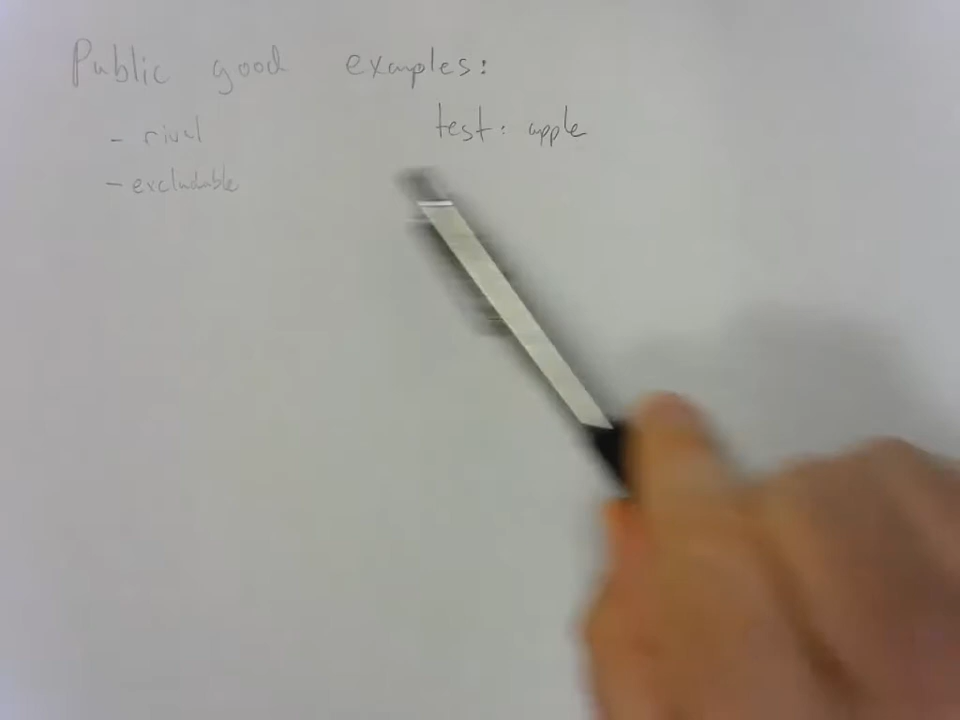 Public good examples:
- rival
test: apple
- excludable